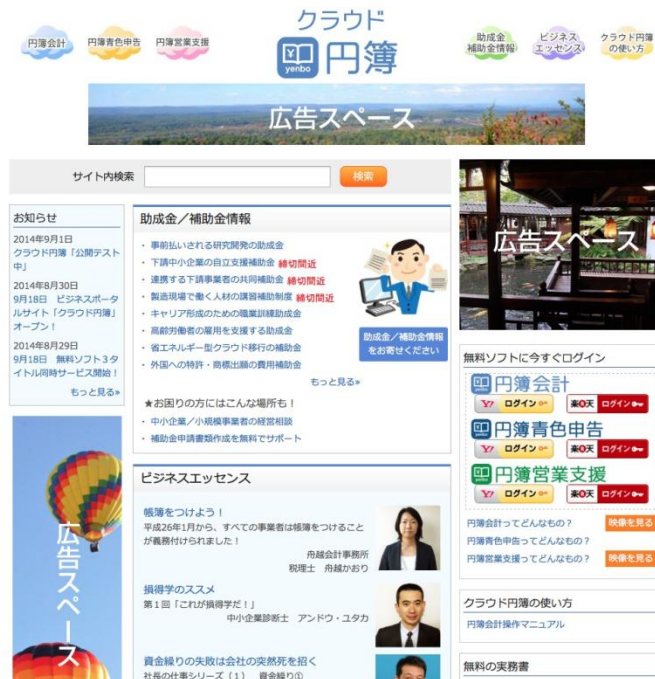 円簿会計
円簿青色申告
円簿営業支援
クラウド
yenbo
円簿
助成金
補助金情報
ビジネス
エッセンス
クラウド円簿
の使い方
広告スペース
サイト内検索
検索
お知らせ
2014年9月1日
クラウド円簿「公開テスト
中」
2014年8月30日
9月18日 ビジネスポータ
ルサイト「クラウド円簿」
オープン！
2014年8月29日
9月18日 無料ソフト３タ
イトル同時サービス開始！
もっと見る»
広告スペース
助成金／補助金情報
・ 事前払いされる研究開発の助成金
・ 下請中小企業の自立支援補助金 締切間近
・ 連携する下請事業者の共同補助金 締切間近
・ 製造現場で働く人材の講習補助制度 締切間近
・ キャリア形成のための職業訓練助成金
・ 高齢労働者の雇用を支援する助成金
・ 省エネルギー型クラウド移行の補助金
・ 外国への特許・商標出願の費用補助金
もっと見る»
助成金／補助金情報
をお寄せください
★お困りの方にはこんな場所も！
・ 中小企業／小規模事業者の経営相談
・ 補助金申請書類作成を無料でサポート
ビジネスエッセンス
帳簿をつけよう！
平成26年1月から、すべての事業者は帳簿をつけること
が義務付けられました！
舟越会計事務所
税理士 舟越かおり
損得学のススメ
第１回「これが損得学だ！」
中小企業診断士 アンドウ・ユタカ
資金繰りの失敗は会社の突然死を招く
社長の仕事シリーズ（１） 資金繰り①
広告スペース
無料ソフトに今すぐログイン
円簿会計
Y? ログイン
楽天 ログイン
円簿青色申告
Y? ログイン
楽天 ログイン
円簿営業支援
Y? ログイン
楽天 ログイン
円簿会計ってどんなもの？ 映像を見る
円簿青色申告ってどんなもの？
円簿営業支援ってどんなもの？ 映像を見る
クラウド円簿の使い方
円簿会計操作マニュアル
無料の実務書